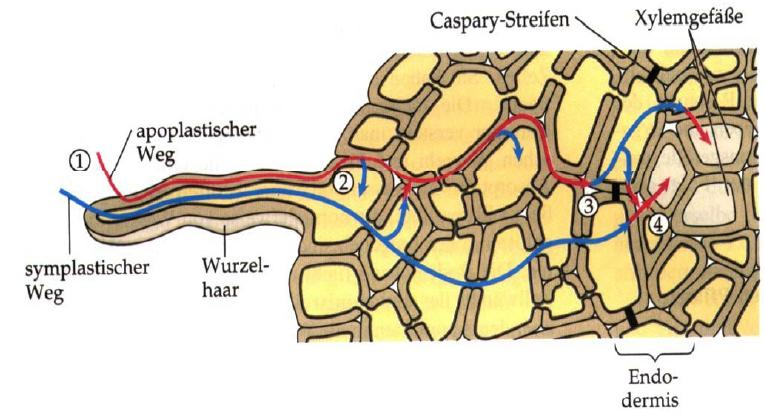 Caspary-Streifen
Xylemgefäße
apoplastischer
Weg
①
②
③
④
symplastischer
Weg
Wurzel-
haar
Endo-
dermis